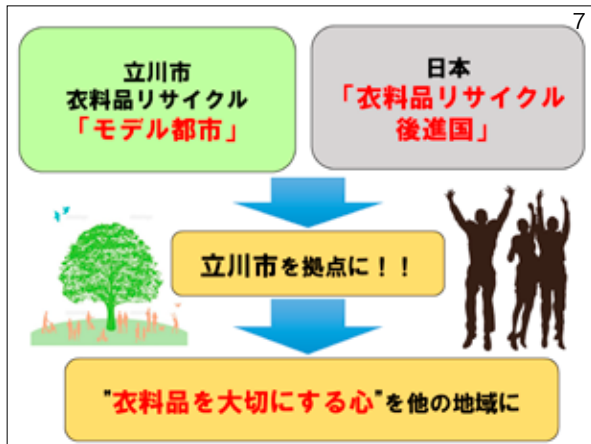 7
立川市
衣料品リサイクル
「モデル都市」
日本
「衣料品リサイクル
後進国」
立川市を拠点に！！
"衣料品を大切にする心"を他の地域に